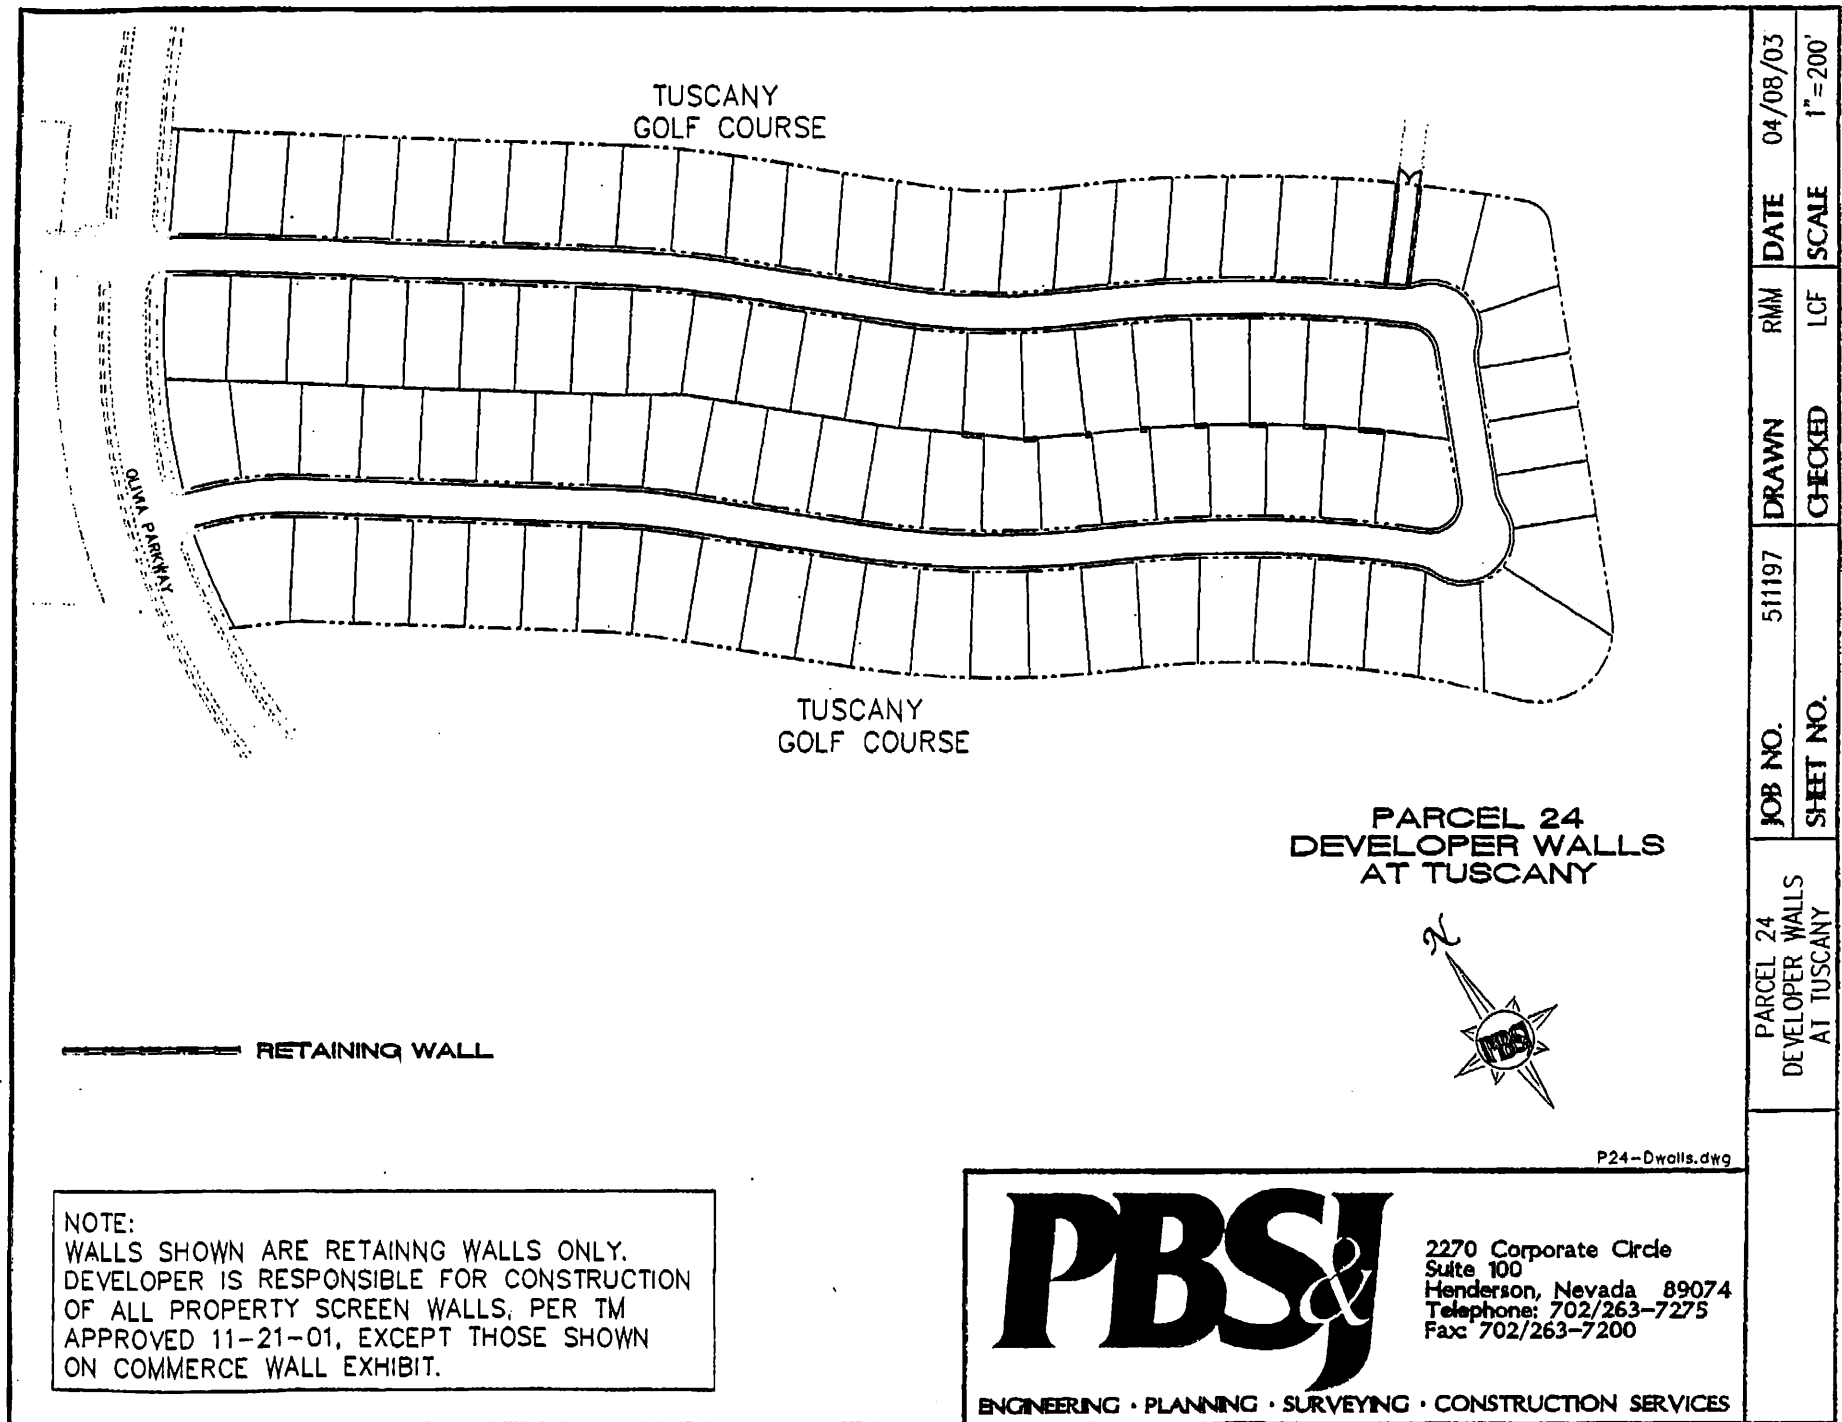 TUSCANY
GOLF COURSE
OLIVIA PARKWAY
TUSCANY
GOLF COURSE
PARCEL 24
DEVELOPER WALLS
AT TUSCANY
N
PBSJ
RETAINING WALL
P24-Dwalls.dwg
NOTE:
WALLS SHOWN ARE RETAINNG WALLS ONLY.
DEVELOPER IS RESPONSIBLE FOR CONSTRUCTION
OF ALL PROPERTY SCREEN WALLS, PER TM
APPROVED 11-21-01, EXCEPT THOSE SHOWN
ON COMMERCE WALL EXHIBIT.
PBS&J
2270 Corporate Circle
Suite 100
Henderson, Nevada 89074
Telephone: 702/263-7275
Fax: 702/263-7200
ENGINEERING · PLANNING · SURVEYING · CONSTRUCTION SERVICES
PARCEL 24
DEVELOPER WALLS
AT TUSCANY
JOB NO. 511197 DRAWN RMM DATE 04/08/03
SHEET NO. CHECKED LCF SCALE 1"=200'